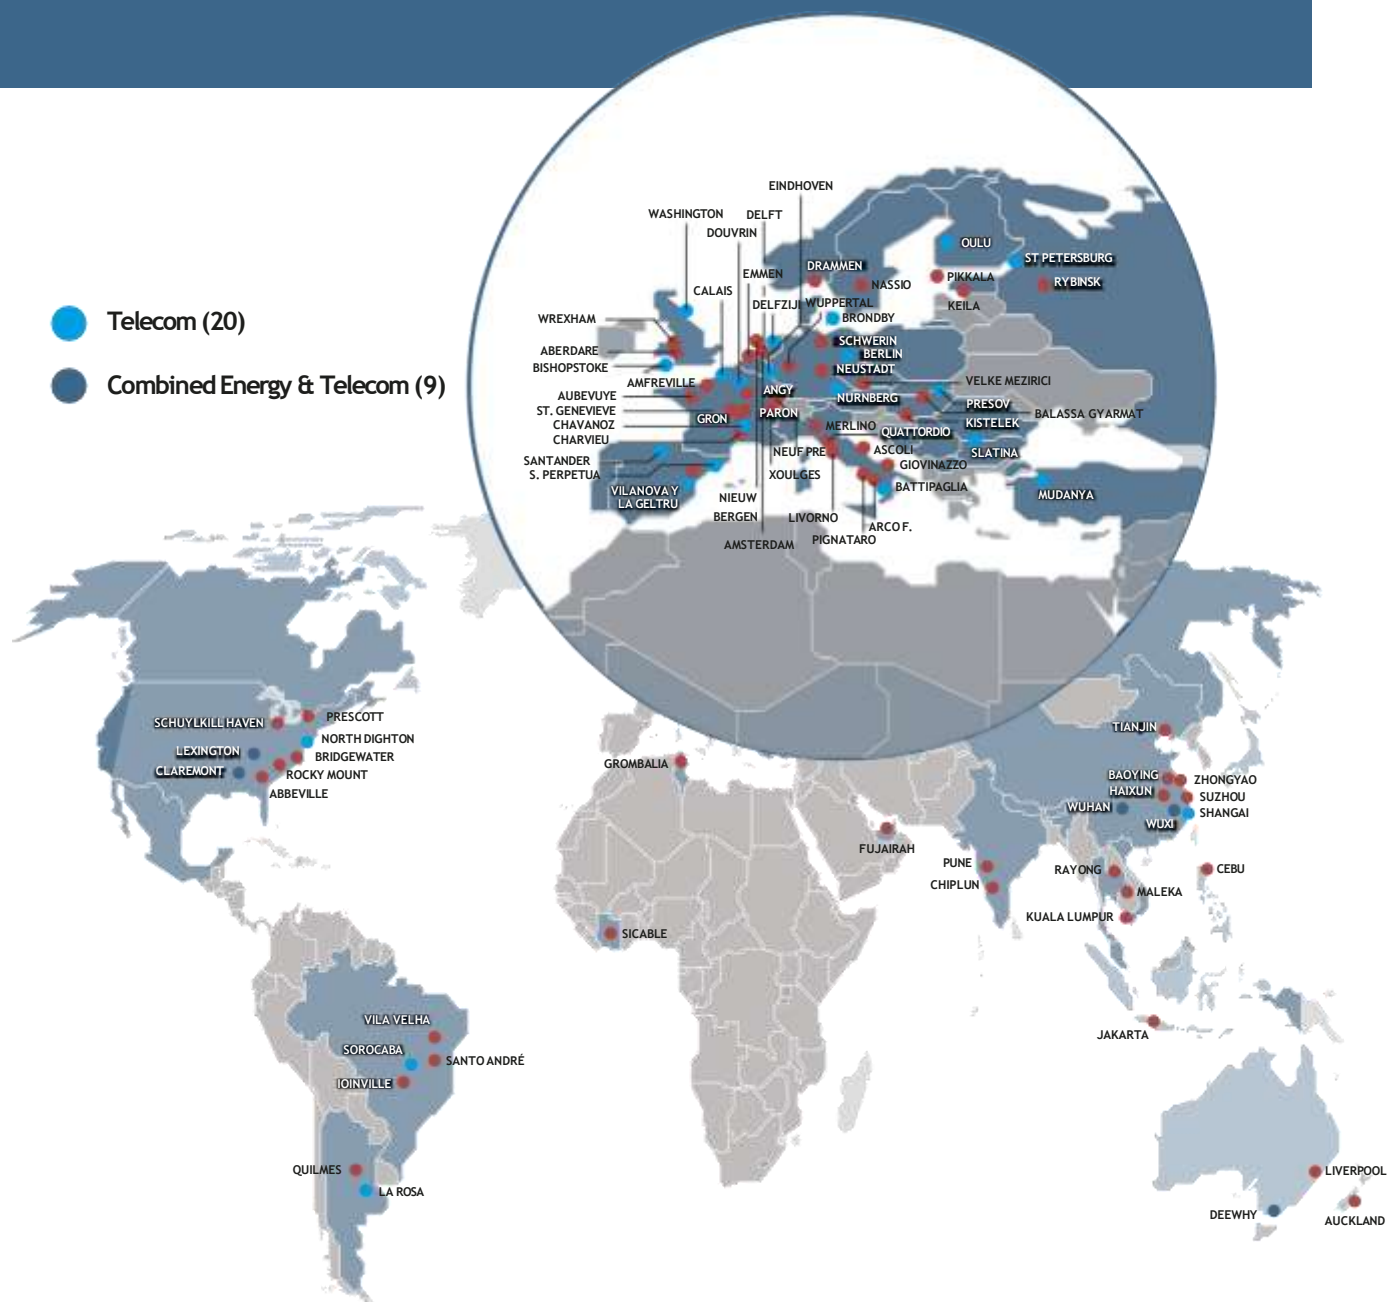 EINDHOVEN
WASHINGTON
DELFT
DOUVRIN
OULU
ST PETERSBURG
DRAMMEN
EMMEN
PIKKALA
RYBINSK
NASSIO
CALAIS
DELFZIJL
WUPPERTAL
KEILA
Telecom (20)
WREXHAM
BRONDBY
SCHWERIN
ABERDARE
BERLIN
BISHOPSTOKE
NEUSTADT
Combined Energy & Telecom (9)
AMFREVILLE
VELKE MEZIRICI
ANGY
AUBEVUYE
NURNBERG
PRESOV
ST. GENEVIEVE
PARON
BALASSA GYARMAT
GRON
KISTELEK
CHAVANOZ
MERLINO
QUATTORDIO
CHARVIEU
NEUF PRE
ASCOLI
SLATINA
SANTANDER
GIOVINAZZO
S. PERPETUA
XOULGES
BATTIPAGLIA
VILANOVA Y
LA GELTRU
MUDANYA
NIEUW
BERGEN
LIVORNO
ARCO F.
AMSTERDAM
PIGNATARO
PRESCOTT
SCHUYLKILL HAVEN
TIANJIN
NORTH DIGHTON
LEXINGTON
BRIDGEWATER
GROMBALIA
CLAREMONT
ROCKY MOUNT
BAOYING
ZHONGYAO
HAIXUN
SUZHOU
ABBEVILLE
WUHAN
SHANGAI
WUXI
FUJAIRAH
PUNE
RAYONG
CEBU
CHIPLUN
MALEKA
KUALA LUMPUR
SICABLE
VILA VELHA
JAKARTA
SOROCABA
SANTO ANDRÉ
IOINVILLE
QUILMES
LIVERPOOL
LA ROSA
DEEWHY
AUCKLAND